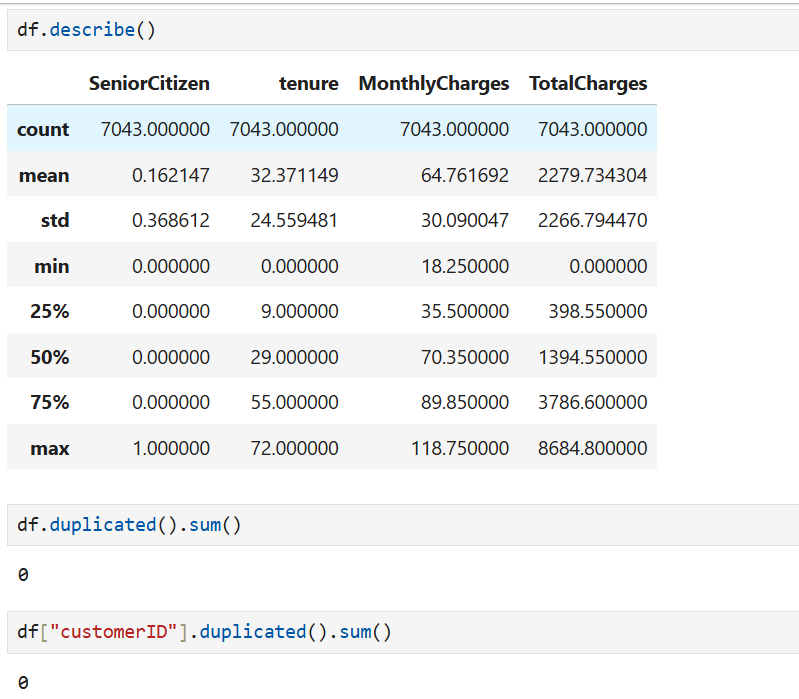 df.describe()
SeniorCitizen tenure MonthlyCharges TotalCharges
count 7043.000000 7043.000000 7043.000000 7043.000000
mean 0.162147 32.371149 64.761692 2279.734304
std 0.368612 24.559481 30.090047 2266.794470
min 0.000000 0.000000 18.250000 0.000000
25% 0.000000 9.000000 35.500000 398.550000
50% 0.000000 29.000000 70.350000 1394.550000
75% 0.000000 55.000000 89.850000 3786.600000
max 1.000000 72.000000 118.750000 8684.800000
df.duplicated().sum()
0
df["customerID"].duplicated().sum()
0